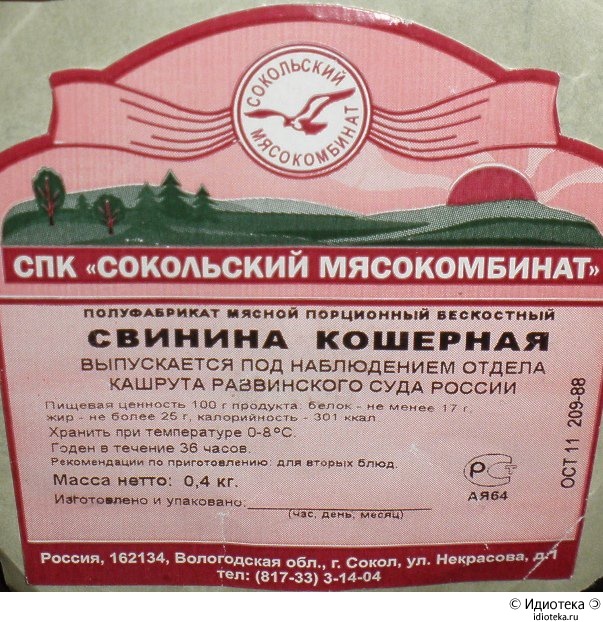 СОКОЛЬСКИЙ
МЯСОКОМБИНАТ
СПК «СОКОЛЬСКИЙ МЯСОКОМБИНАТ»
ПОЛУФАБРИКАТ МЯСНОЙ ПОРЦИОННЫЙ БЕСКОСТНЫЙ
СВИНИНА КОШЕРНАЯ
ВЫПУСКАЕТСЯ ПОД НАБЛЮДЕНИЕМ ОТДЕЛА
КАШРУТА РАВВИНСКОГО СУДА РОССИИ
Пищевая ценность 100 г продукта: белок - не менее 17 г,
жир - не более 25 г, калорийность - 301 ккал
Хранить при температуре 0-8°С.
Годен в течение 36 часов.
Рекомендации по приготовлению: для вторых блюд.
Масса нетто: 0,4 кг.
Изготовлено и упаковано:
(час, день, месяц)
РСТ
АЯ64
ОСТ 11 209-88
Россия, 162134, Вологодская обл., г. Сокол, ул. Некрасова, д.1
тел: (817-33) 3-14-04
© Идиотека
idioteka.ru